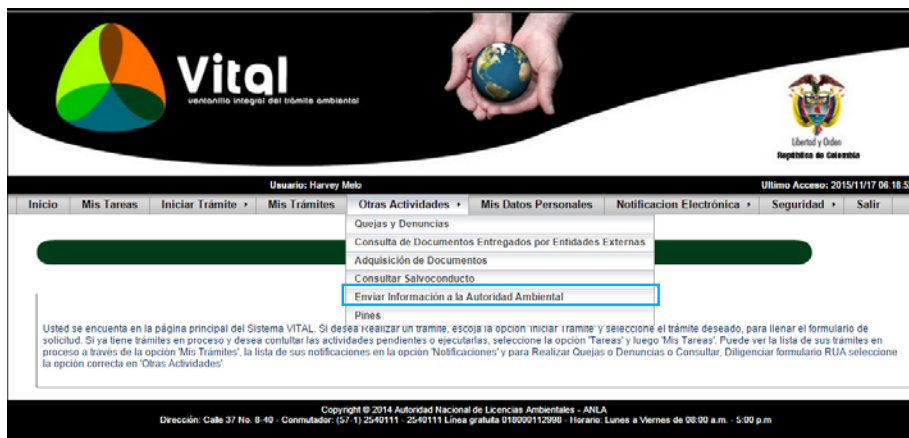 Vital
ventanilla integral del trámite ambiental
Libertad y Orden
República de Colombia
Usuario: Harvey Melo
Ultimo Acceso: 2015/11/17 06:18:5
Inicio Mis Tareas Iniciar Trámite Mis Trámites Otras Actividades Mis Datos Personales Notificacion Electrónica Seguridad Salir
Quejas y Denuncias
Consulta de Documentos Entregados por Entidades Externas
Adquisición de Documentos
Consultar Salvoconducto
Enviar Información a la Autoridad Ambiental
Pines
Usted se encuenta en la página principal del Sistema VITAL. Si desea Realizar un tramite, escoja la opción 'Iniciar Tramite' y seleccione el trámite deseado, para llenar el formulario de
solicitud. Si ya tiene trámites en proceso y desea contultar las actividades pendientes o ejecutarlas, seleccione la opción 'Tareas' y luego 'Mis Tareas'. Puede ver la lista de sus trámites en
proceso a través de la opción 'Mis Trámites', la lista de sus notificaciones en la opción 'Notificaciones' y para Realizar Quejas o Denuncias o Consultar, Diligenciar formulario RUA seleccione
la opción correcta en 'Otras Actividades'
Copyright © 2014 Autoridad Nacional de Licencias Ambientales - ANLA
Dirección: Calle 37 No. 8-40 - Conmutador: (57-1) 2540111 - 2540111 Línea gratuita 018000112998 - Horario: Lunes a Viernes de 08:00 a.m. - 5:00 p.m